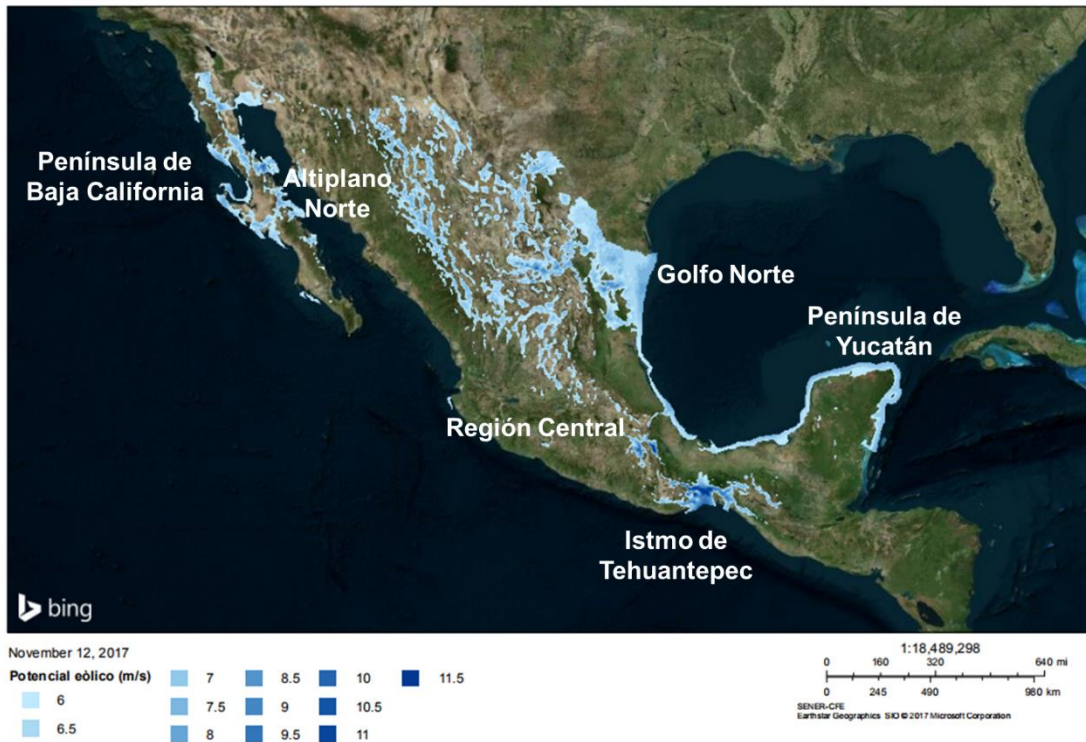 Península de
Baja California
Altiplano
Norte
Golfo Norte
Península de
Yucatán
Región Central
Istmo de
Tehuantepec
bing
November 12, 2017
Potencial eòlico (m/s)
6
6.5
7
7.5
8
8.5
9
9.5
10
10.5
11
11.5
1:18,489,298
0 160 320 640 mi
0 245 490 980 km
SENER-CFE
Earthstar Geographics SIO © 2017 Microsoft Corporation